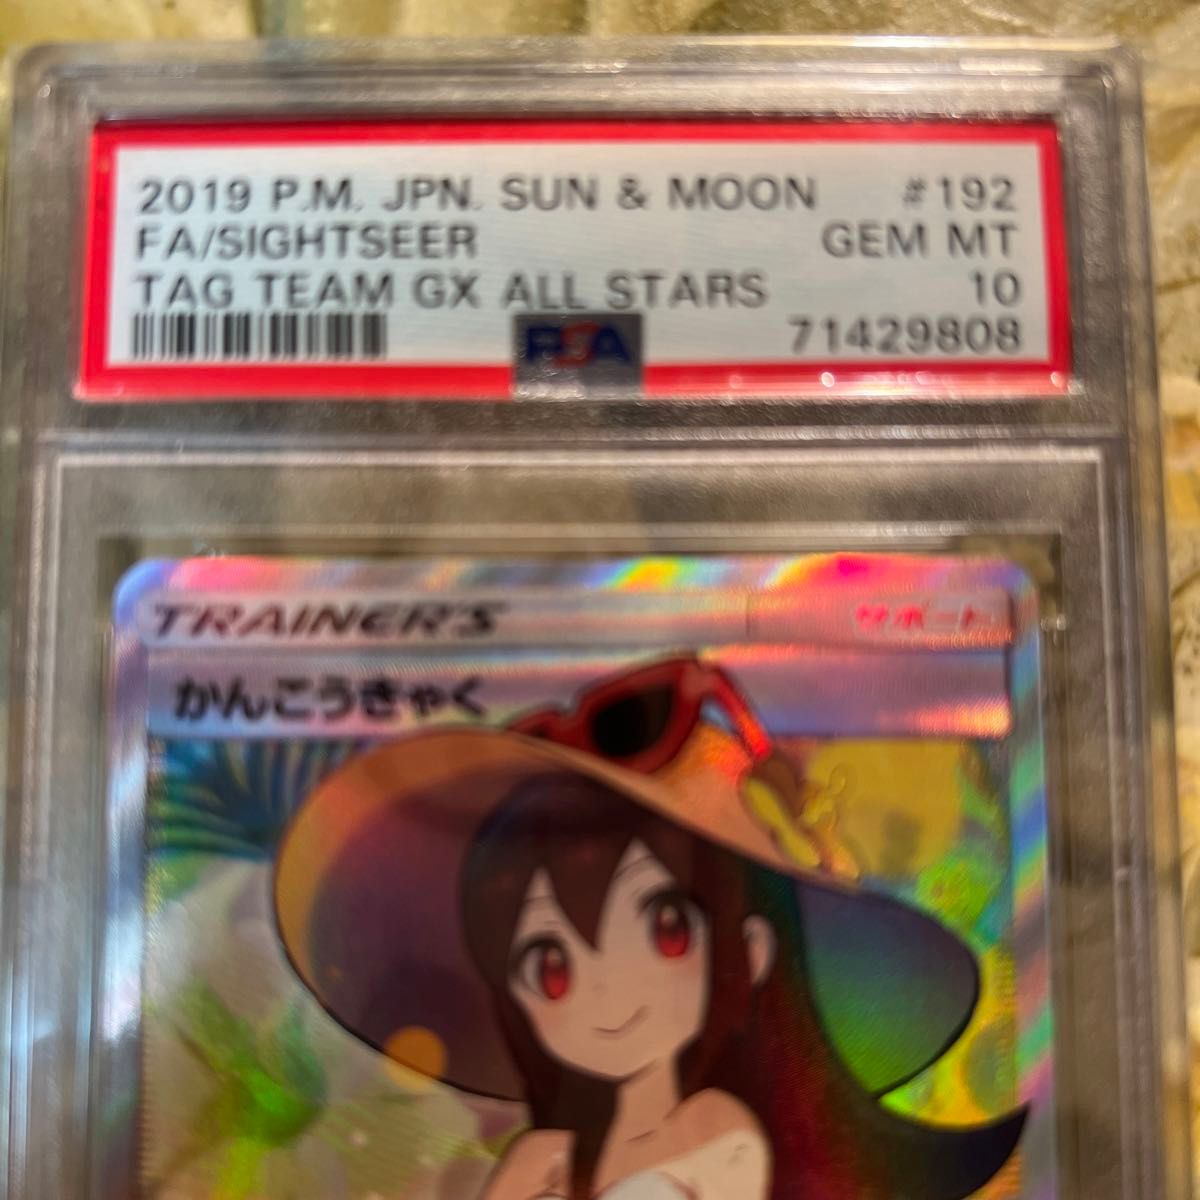 2019 P.M. JPN. SUN & MOON #192
FA/SIGHTSEER GEM MT
TAG TEAM GX ALL STARS 10
PSA 71429808
TRAINER'S サポート
かんこうきゃく